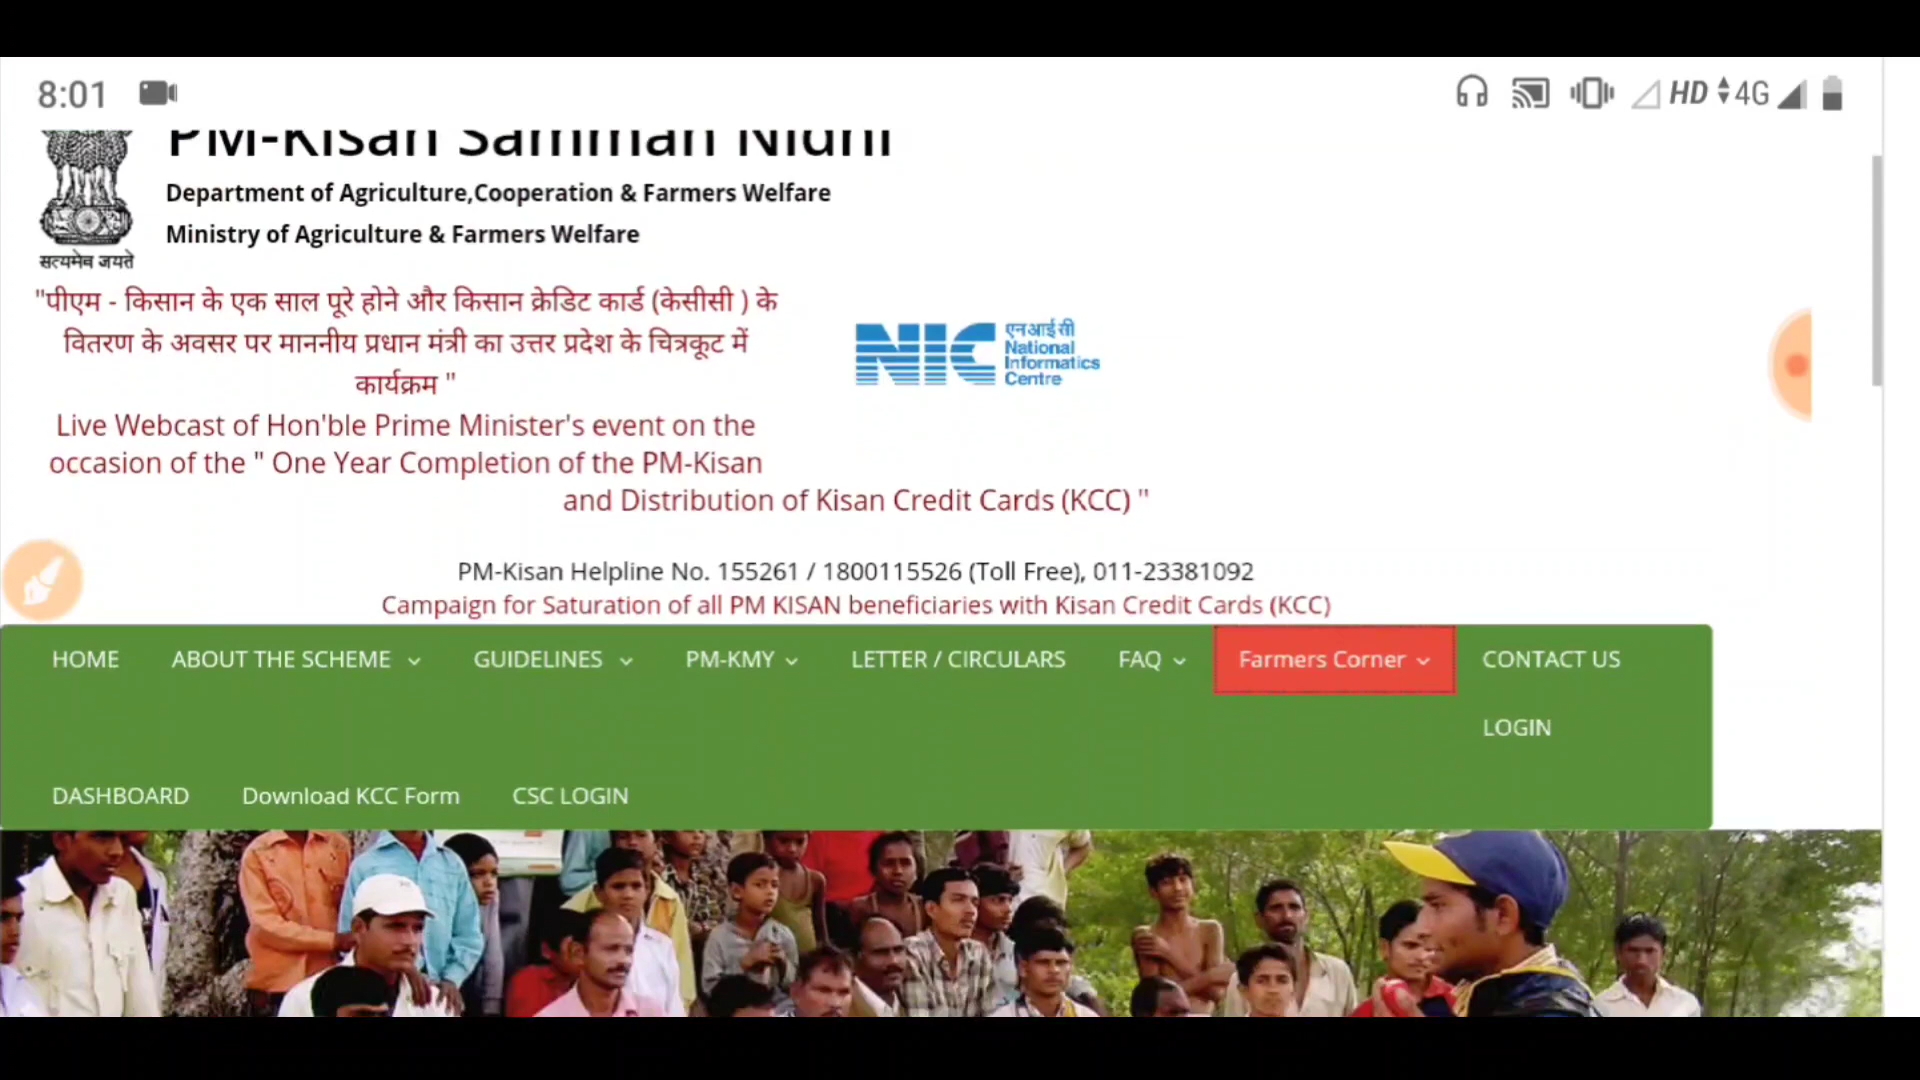 8:01
HD 4G
PM-Kisan Samman Nidhi
Department of Agriculture,Cooperation & Farmers Welfare
Ministry of Agriculture & Farmers Welfare
सत्यमेव जयते
"पीएम - किसान के एक साल पूरे होने और किसान क्रेडिट कार्ड (केसीसी ) के
वितरण के अवसर पर माननीय प्रधान मंत्री का उत्तर प्रदेश के चित्रकूट में
कार्यक्रम "
NIC
एन आई सी
National
Informatics
Centre
Live Webcast of Hon'ble Prime Minister's event on the
occasion of the " One Year Completion of the PM-Kisan
and Distribution of Kisan Credit Cards (KCC) "
PM-Kisan Helpline No. 155261 / 1800115526 (Toll Free), 011-23381092
Campaign for Saturation of all PM KISAN beneficiaries with Kisan Credit Cards (KCC)
HOME ABOUT THE SCHEME GUIDELINES PM-KMY LETTER / CIRCULARS FAQ Farmers Corner CONTACT US
LOGIN
DASHBOARD Download KCC Form CSC LOGIN